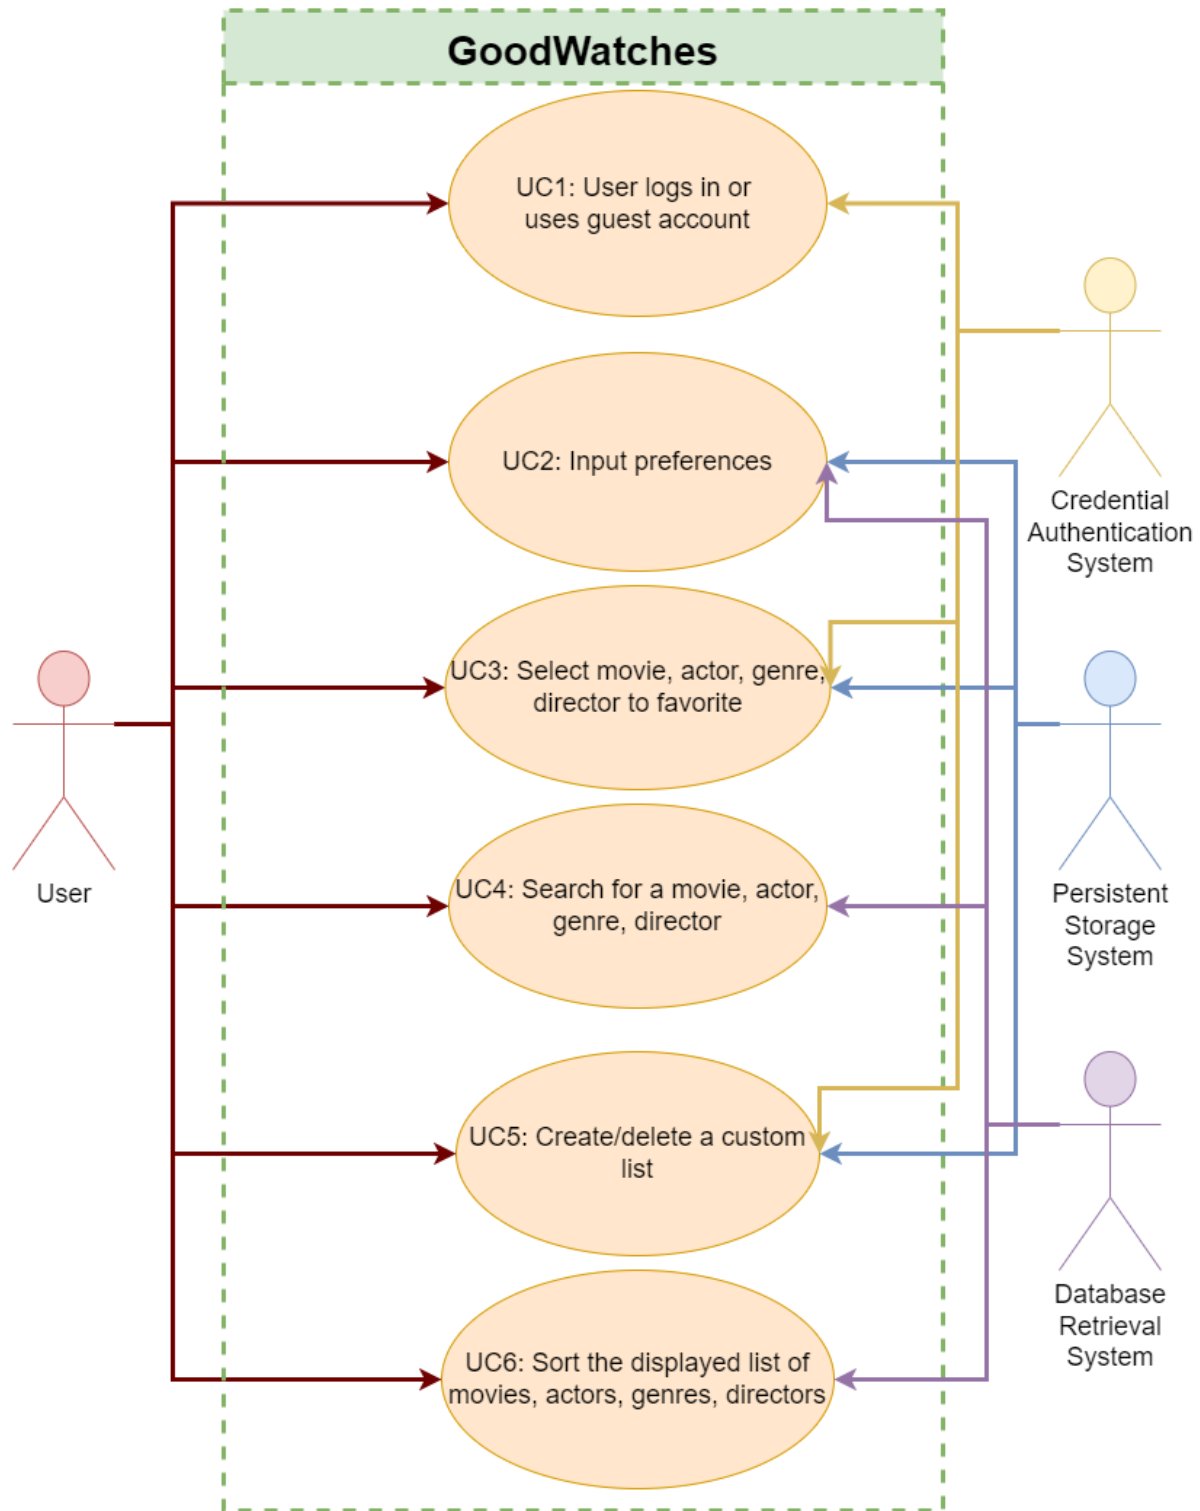 GoodWatches
UC1: User logs in or
uses guest account
UC2: Input preferences
Credential
Authentication
System
UC3: Select movie, actor, genre,
director to favorite
User
UC4: Search for a movie, actor,
genre, director
Persistent
Storage
System
UC5: Create/delete a custom
list
Database
Retrieval
System
UC6: Sort the displayed list of
movies, actors, genres, directors